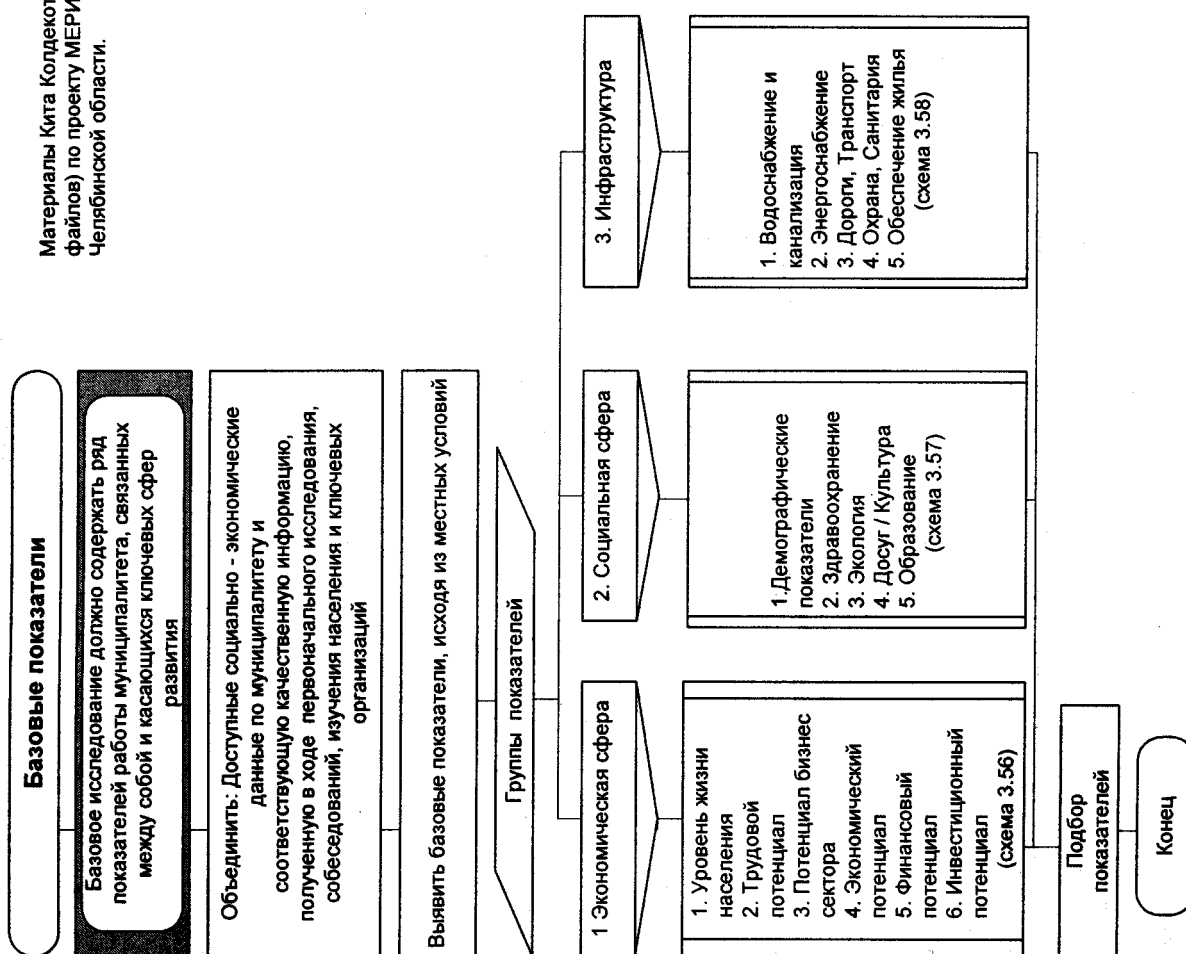 Материалы Кита Колдекот
файлов) по проекту МЕРИ
Челябинской области.
Базовые показатели
Базовое исследование должно содержать ряд
показателей работы муниципалитета, связанных
между собой и касающихся ключевых сфер
развития
Объединить: Доступные социально - экономические
данные по муниципалитету и
соответствующую качественную информацию,
полученную в ходе первоначального исследования,
собеседований, изучения населения и ключевых
организаций
Выявить базовые показатели, исходя из местных условий
Группы показателей
1 Экономическая сфера
1. Уровень жизни
населения
2. Трудовой
потенциал
3. Потенциал бизнес
сектора
4. Экономический
потенциал
5. Финансовый
потенциал
6. Инвестиционный
потенциал
(схема 3.56)
2. Социальная сфера
1.Демографические
показатели
2. Здравоохранение
3. Экология
4. Досуг / Культура
5. Образование
(схема 3.57)
3. Инфраструктура
1. Водоснабжение и
канализация
2. Энергоснабжение
3. Дороги, Транспорт
4. Охрана, Санитария
5. Обеспечение жилья
(схема 3.58)
Подбор
показателей
Конец